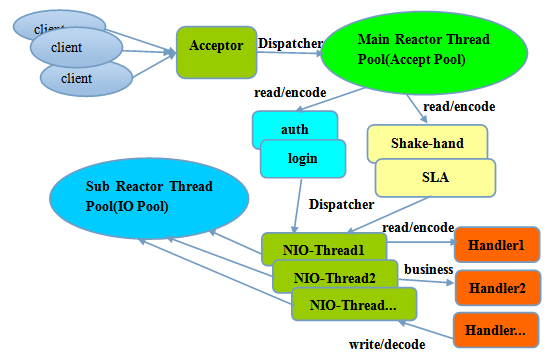 client
client
client
Acceptor
Dispatcher
Main Reactor Thread
Pool(Accept Pool)
read/encode
read/encode
auth
login
Shake-hand
SLA
Sub Reactor Thread
Pool(IO Pool)
Dispatcher
NIO-Thread1
NIO-Thread2
NIO-Thread...
read/encode
business
write/decode
Handler1
Handler2
Handler...